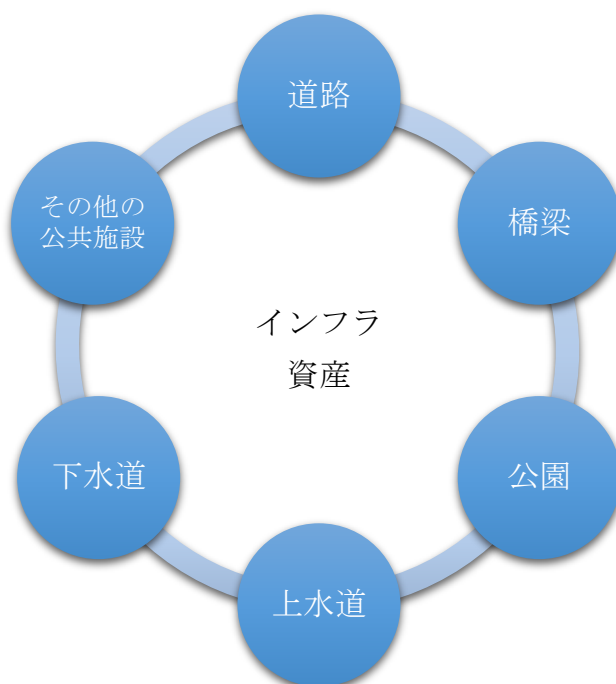 道路
橋梁
公園
上水道
下水道
その他の
公共施設
インフラ
資産